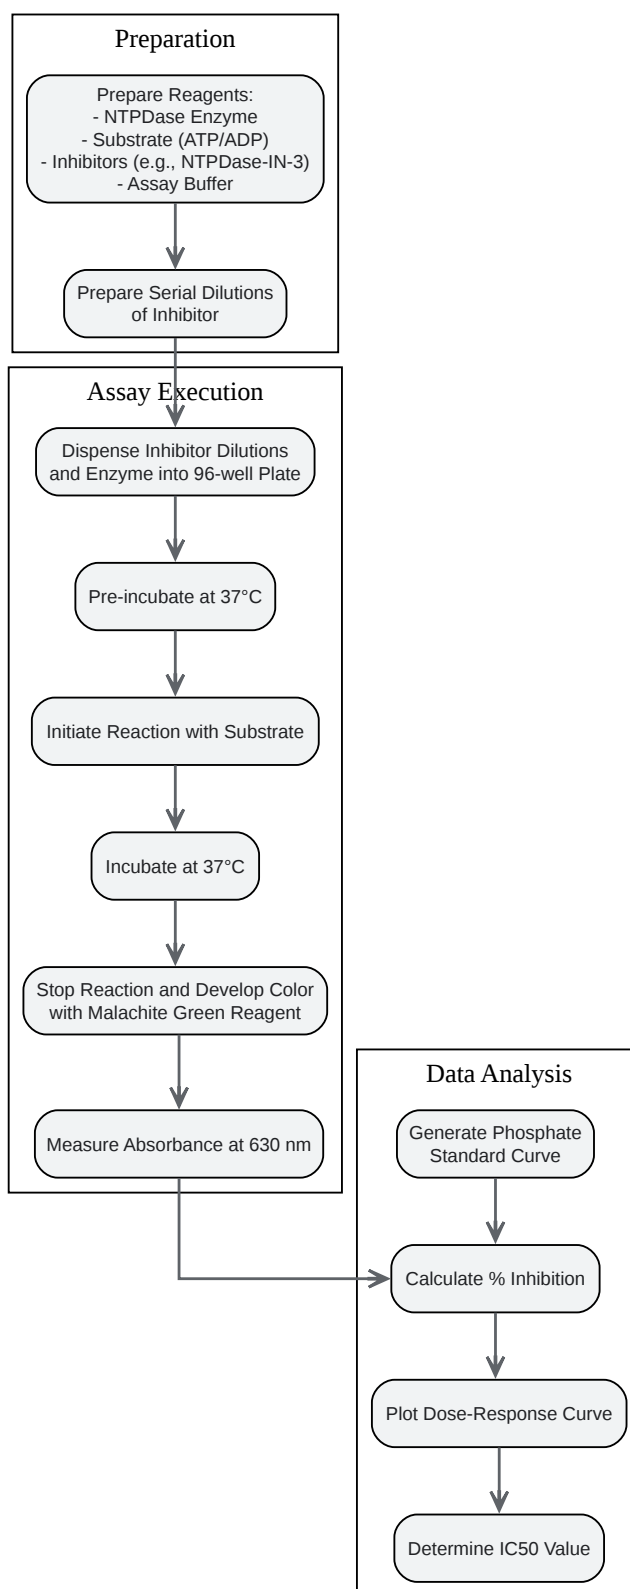 Preparation
Prepare Reagents:
- NTPDase Enzyme
- Substrate (ATP/ADP)
- Inhibitors (e.g., NTPDase-IN-3)
- Assay Buffer
Prepare Serial Dilutions
of Inhibitor
Assay Execution
Dispense Inhibitor Dilutions
and Enzyme into 96-well Plate
Pre-incubate at 37°C
Initiate Reaction with Substrate
Incubate at 37°C
Stop Reaction and Develop Color
with Malachite Green Reagent
Measure Absorbance at 630 nm
Data Analysis
Generate Phosphate
Standard Curve
Calculate % Inhibition
Plot Dose-Response Curve
Determine IC50 Value